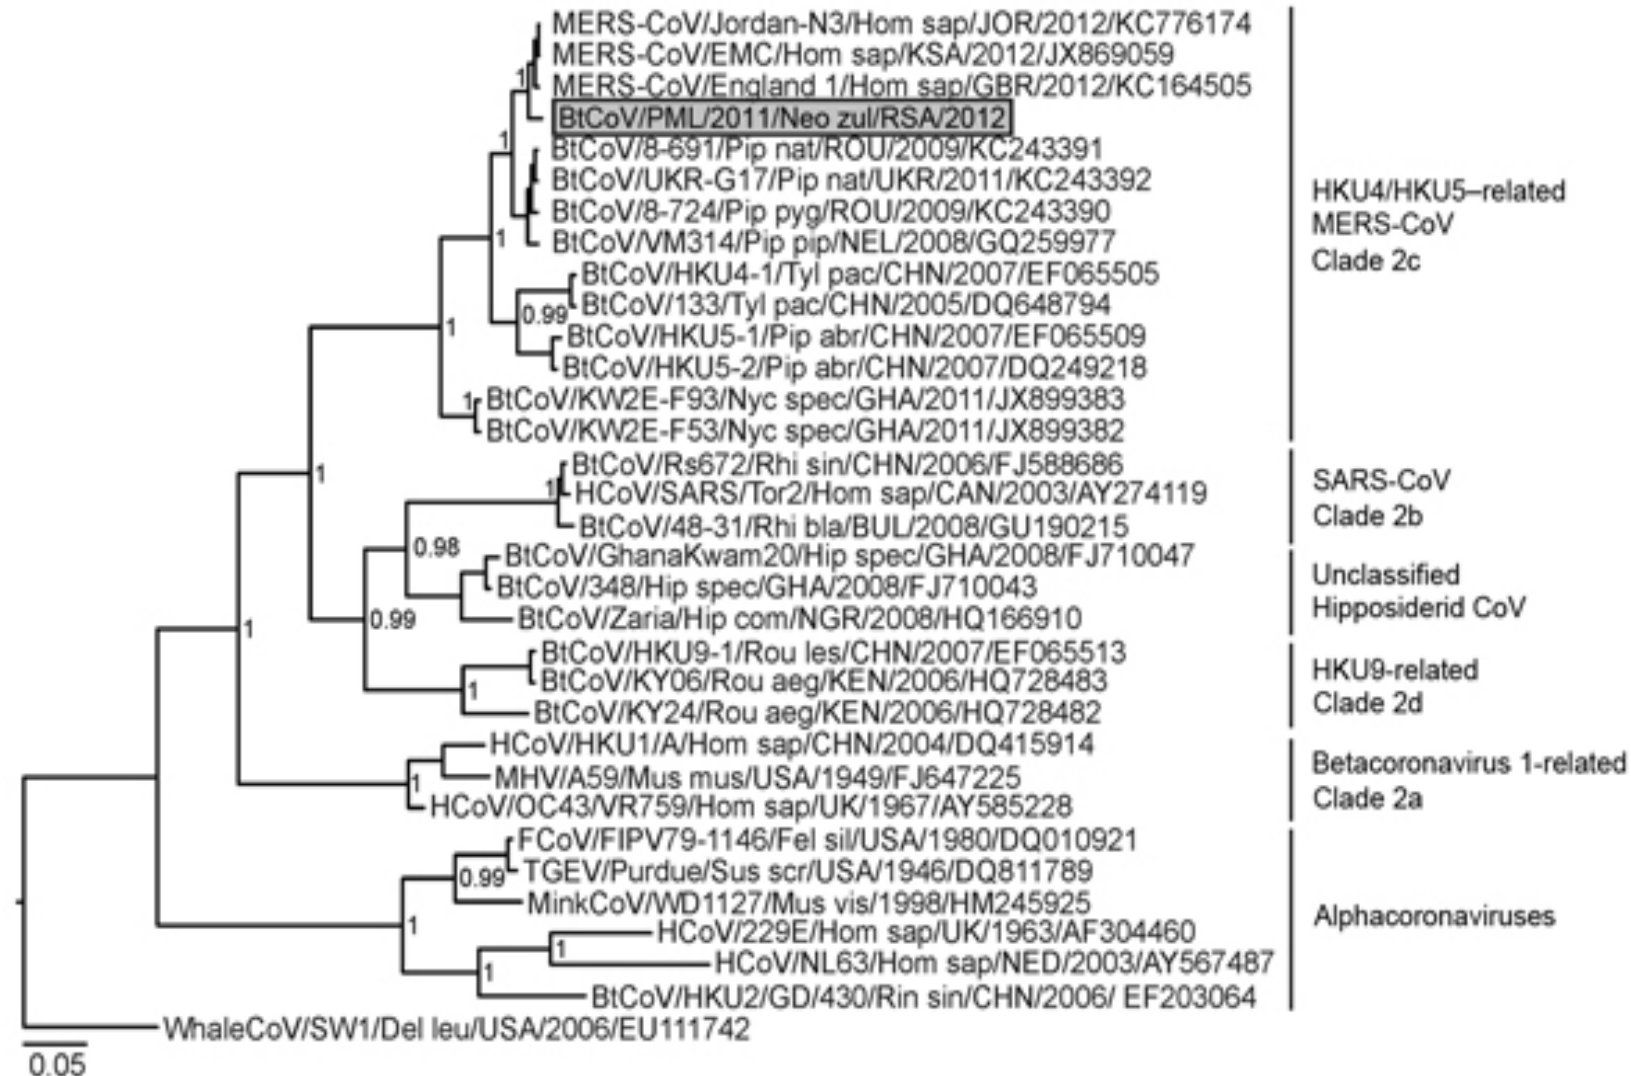 MERS-CoV/Jordan-N3/Hom sap/JOR/2012/KC776174
MERS-CoV/EMC/Hom sap/KSA/2012/JX869059
MERS-CoV/England 1/Hom sap/GBR/2012/KC164505
BtCoV/PML/2011/Neo zul/RSA/2012
BtCoV/8-691/Pip nat/ROU/2009/KC243391
BtCoV/UKR-G17/Pip nat/UKR/2011/KC243392
BtCoV/8-724/Pip pyg/ROU/2009/KC243390
BtCoV/VM314/Pip pip/NEL/2008/GQ259977
BtCoV/HKU4-1/Tyl pac/CHN/2007/EF065505
BtCoV/133/Tyl pac/CHN/2005/DQ648794
BtCoV/HKU5-1/Pip abr/CHN/2007/EF065509
BtCoV/HKU5-2/Pip abr/CHN/2007/DQ249218
BtCoV/KW2E-F93/Nyc spec/GHA/2011/JX899383
BtCoV/KW2E-F53/Nyc spec/GHA/2011/JX899382
HKU4/HKU5–related
MERS-CoV
Clade 2c
BtCoV/Rs672/Rhi sin/CHN/2006/FJ588686
HCoV/SARS/Tor2/Hom sap/CAN/2003/AY274119
BtCoV/48-31/Rhi bla/BUL/2008/GU190215
SARS-CoV
Clade 2b
BtCoV/GhanaKwam20/Hip spec/GHA/2008/FJ710047
BtCoV/348/Hip spec/GHA/2008/FJ710043
BtCoV/Zaria/Hip com/NGR/2008/HQ166910
Unclassified
Hipposiderid CoV
BtCoV/HKU9-1/Rou les/CHN/2007/EF065513
BtCoV/KY06/Rou aeg/KEN/2006/HQ728483
BtCoV/KY24/Rou aeg/KEN/2006/HQ728482
HKU9-related
Clade 2d
HCoV/HKU1/A/Hom sap/CHN/2004/DQ415914
MHV/A59/Mus mus/USA/1949/FJ647225
HCoV/OC43/VR759/Hom sap/UK/1967/AY585228
Betacoronavirus 1-related
Clade 2a
FCoV/FIPV79-1146/Fel sil/USA/1980/DQ010921
TGEV/Purdue/Sus scr/USA/1946/DQ811789
MinkCoV/WD1127/Mus vis/1998/HM245925
HCoV/229E/Hom sap/UK/1963/AF304460
HCoV/NL63/Hom sap/NED/2003/AY567487
BtCoV/HKU2/GD/430/Rin sin/CHN/2006/ EF203064
Alphacoronaviruses
WhaleCoV/SW1/Del leu/USA/2006/EU111742
1
1
1
0.99
1
1
1
1
0.98
0.99
1
1
1
0.99
1
1
1
0.05